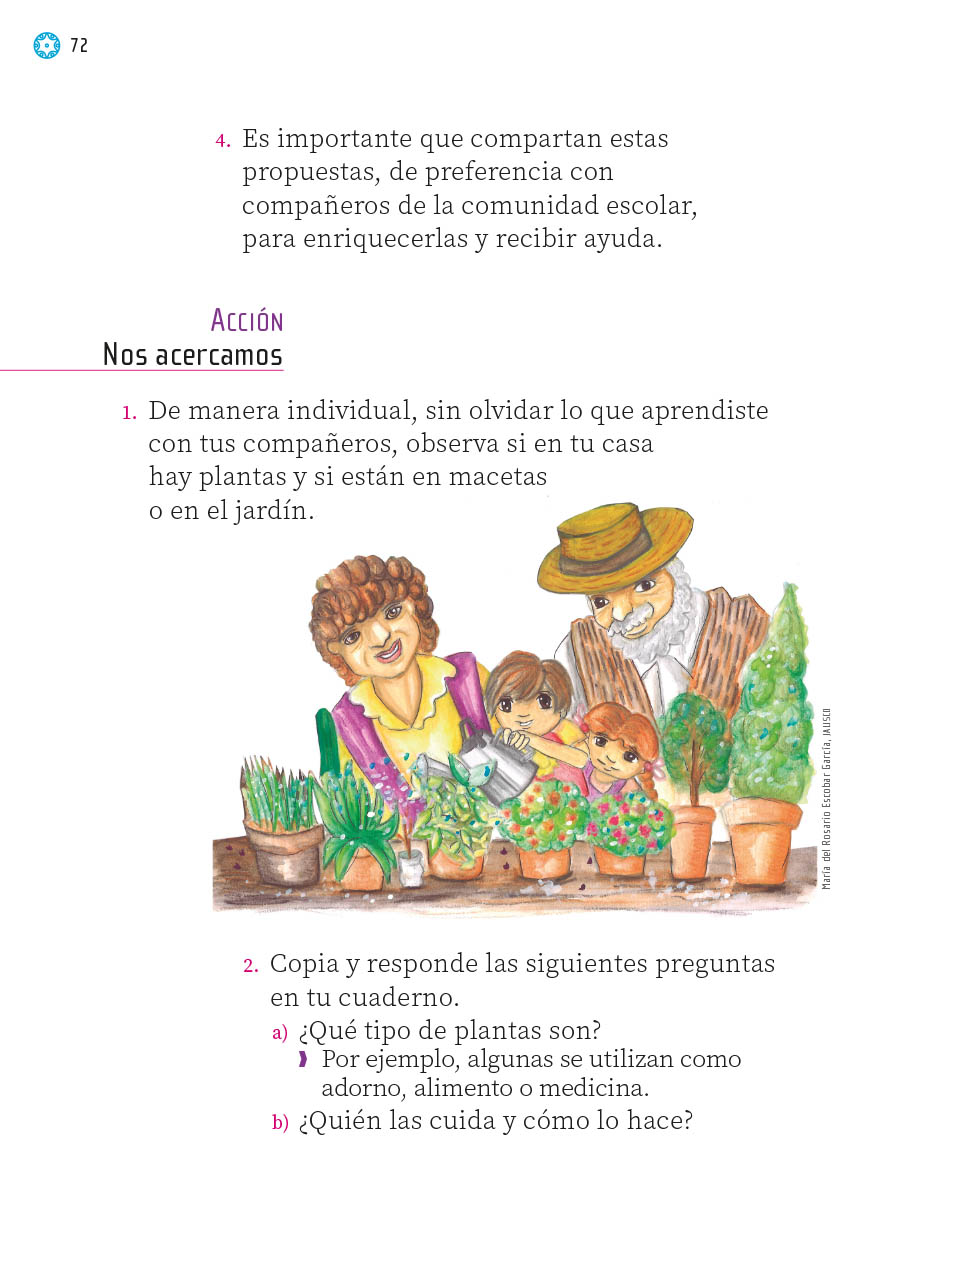 72
4. Es importante que compartan estas
propuestas, de preferencia con
compañeros de la comunidad escolar,
para enriquecerlas y recibir ayuda.
Acción
Nos acercamos
1. De manera individual, sin olvidar lo que aprendiste
con tus compañeros, observa si en tu casa
hay plantas y si están en macetas
o en el jardín.
María del Rosario Escobar García, JALISCO
2. Copia y responde las siguientes preguntas
en tu cuaderno.
a) ¿Qué tipo de plantas son?
Por ejemplo, algunas se utilizan como
adorno, alimento o medicina.
b) ¿Quién las cuida y cómo lo hace?